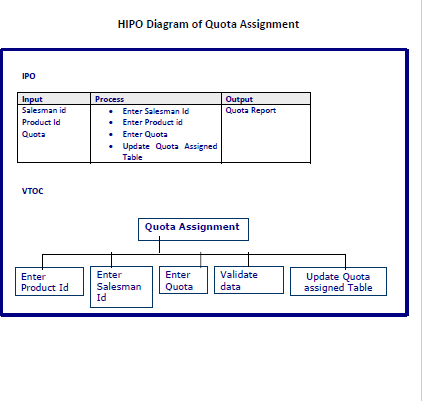 HIPO Diagram of Quota Assignment
IPO
Input Process Output
Salesman id • Enter Salesman Id Quota Report
Product Id • Enter Product id
Quota • Enter Quota
• Update Quota Assigned
Table
VTOC
Quota Assignment
Enter
Product Id
Enter
Salesman
Id
Enter
Quota
Validate
data
Update Quota
assigned Table